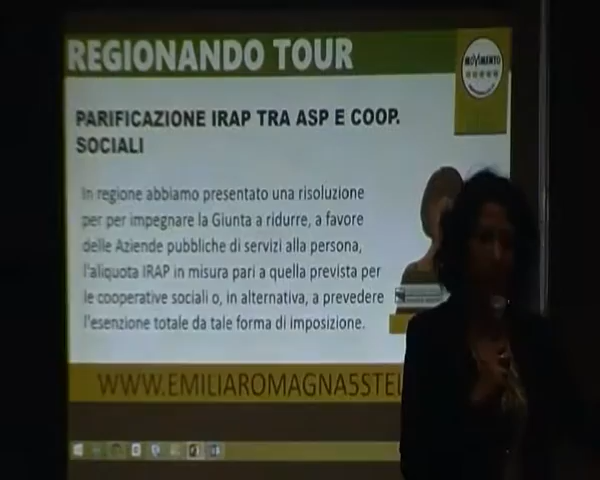 REGIONANDO TOUR
MOVIMENTO
PARIFICAZIONE IRAP TRA ASP E COOP.
SOCIALI
In regione abbiamo presentato una risoluzione
per per impegnare la Giunta a ridurre, a favore
delle Aziende pubbliche di servizi alla persona,
l'aliquota IRAP in misura pari a quella prevista per
le cooperative sociali o, in alternativa, a prevedere
l'esenzione totale da tale forma di imposizione.
WWW.EMILIAROMAGNA5STEL